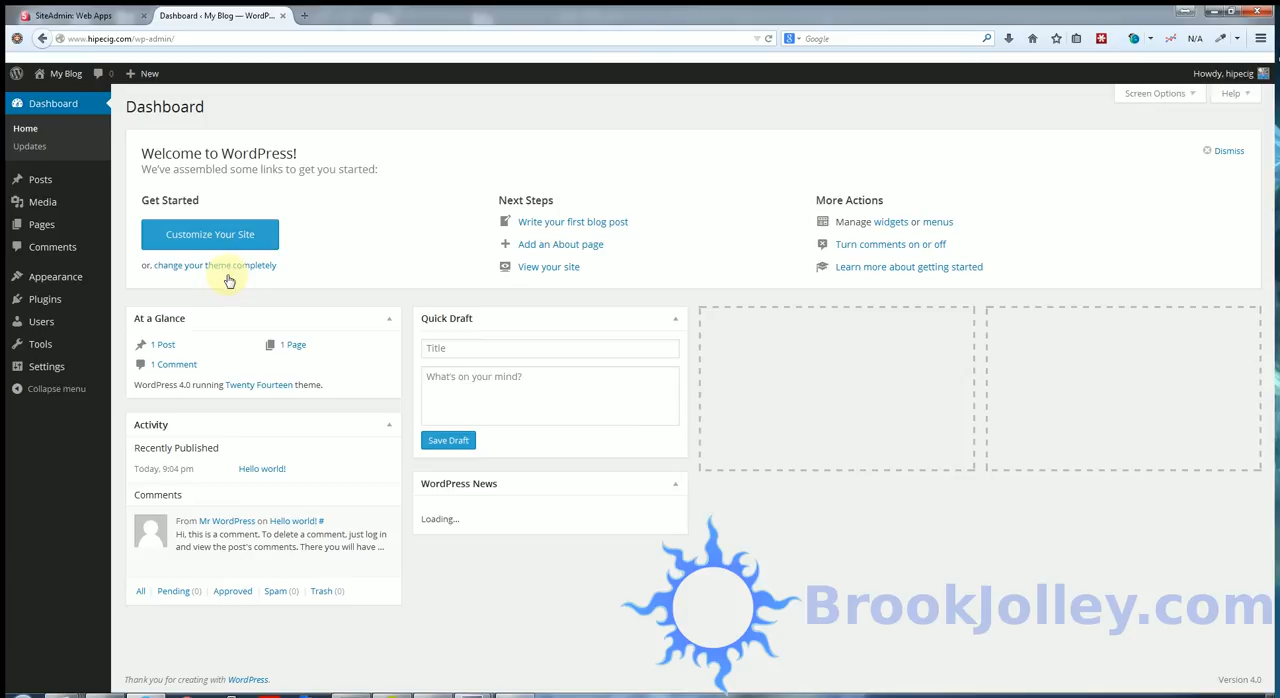 SiteAdmin: Web Apps
Dashboard ‹ My Blog — WordP...
www.hipecig.com/wp-admin/
Google
N/A
My Blog
0
New
Howdy, hipecig
Dashboard
Home
Updates
Posts
Media
Pages
Comments
Appearance
Plugins
Users
Tools
Settings
Collapse menu
Dashboard
Screen Options
Help
Welcome to WordPress!
We've assembled some links to get you started:
Dismiss
Get Started
Customize Your Site
or, change your theme completely
Next Steps
Write your first blog post
Add an About page
View your site
More Actions
Manage widgets or menus
Turn comments on or off
Learn more about getting started
At a Glance
1 Post
1 Page
1 Comment
WordPress 4.0 running Twenty Fourteen theme.
Activity
Recently Published
Today, 9:04 pm
Hello world!
Comments
From Mr WordPress on Hello world! #
Hi, this is a comment. To delete a comment, just log in
and view the post's comments. There you will have ...
All
Pending (0)
Approved
Spam (0)
Trash (0)
Quick Draft
Title
What's on your mind?
Save Draft
WordPress News
Loading...
BrookJolley.com
Thank you for creating with WordPress.
Version 4.0